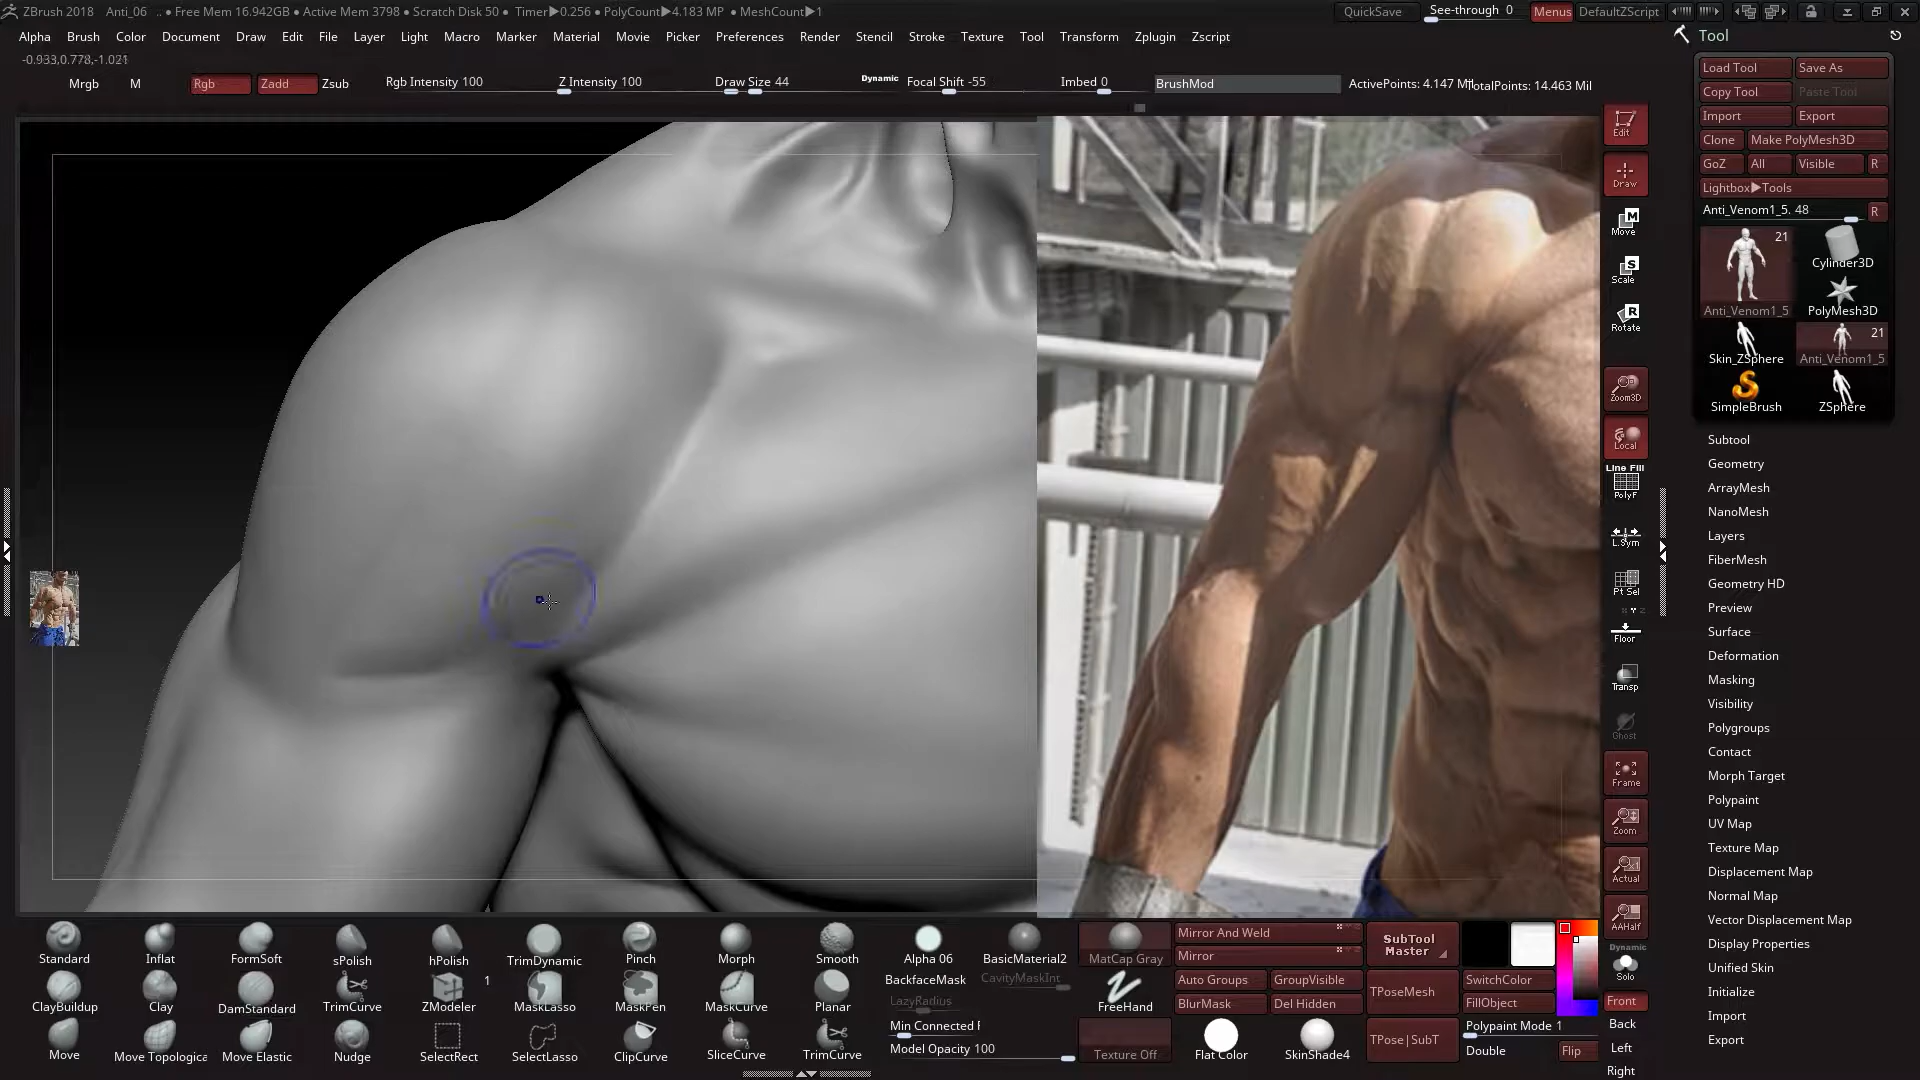 ZBrush 2018 Anti_06 .. • Free Mem 16.942GB • Active Mem 3798 • Scratch Disk 50 • Timer▶0.256 • PolyCount▶4.183 MP • MeshCount▶1 QuickSave See-through 0 Menus DefaultZScript
Alpha Brush Color Document Draw Edit File Layer Light Macro Marker Material Movie Picker Preferences Render Stencil Stroke Texture Tool Transform Zplugin Zscript
-0.933,0.778,-1.021
Mrgb M Rgb Zadd Zsub Rgb Intensity 100 Z Intensity 100 Draw Size 44 Dynamic Focal Shift -55 Imbed 0 BrushMod ActivePoints: 4.147 Mil TotalPoints: 14.463 Mil
Edit
Draw
Move
Scale
Rotate
Zoom3D
Local
Line Fill
PolyF
L.Sym
Pt Sel
Floor
Transp
Ghost
Frame
Zoom
Actual
AAHalf
Dynamic
Solo
Front
Back
Left
Right
Tool
Load Tool Save As
Copy Tool Paste Tool
Import Export
Clone Make PolyMesh3D
GoZ All Visible R
Lightbox▶Tools
Anti_Venom1_5. 48 R
21
Cylinder3D
Anti_Venom1_5 PolyMesh3D
21
Skin_ZSphere Anti_Venom1_5
SimpleBrush ZSphere
Subtool
Geometry
ArrayMesh
NanoMesh
Layers
FiberMesh
Geometry HD
Preview
Surface
Deformation
Masking
Visibility
Polygroups
Contact
Morph Target
Polypaint
UV Map
Texture Map
Displacement Map
Normal Map
Vector Displacement Map
Display Properties
Unified Skin
Initialize
Import
Export
Standard Inflat FormSoft sPolish hPolish TrimDynamic Pinch Morph Smooth Alpha 06 BasicMaterial2 MatCap Gray
ClayBuildup Clay DamStandard TrimCurve ZModeler 1 MaskLasso MaskPen MaskCurve Planar
Move Move Topologica Move Elastic Nudge SelectRect SelectLasso ClipCurve SliceCurve TrimCurve
BackfaceMask CavityMaskInt
LazyRadius
FreeHand
Min Connected F
Model Opacity 100
Texture Off
Mirror And Weld
Mirror
Auto Groups GroupVisible
BlurMask Del Hidden
Flat Color SkinShade4
SubTool
Master
TPoseMesh
TPose|SubT
SwitchColor
FillObject
Polypaint Mode 1
Double Flip